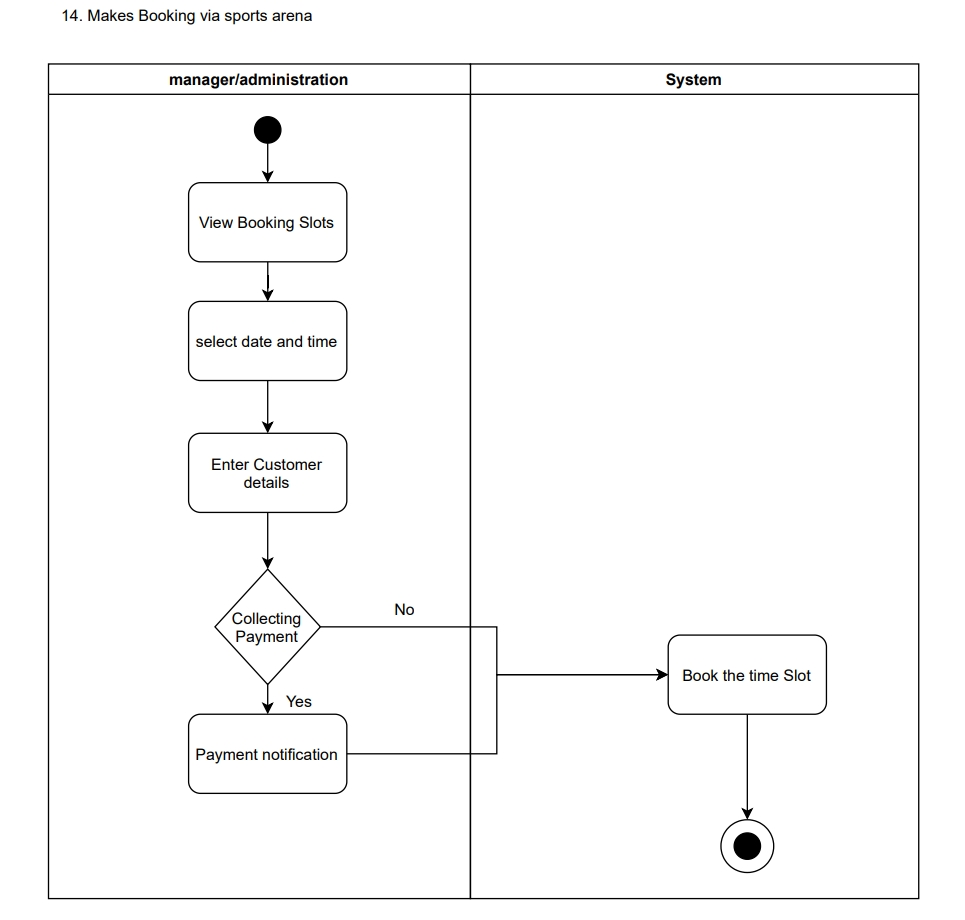 14. Makes Booking via sports arena
manager/administration
System
View Booking Slots
select date and time
Enter Customer
details
Collecting
Payment
No
Yes
Book the time Slot
Payment notification